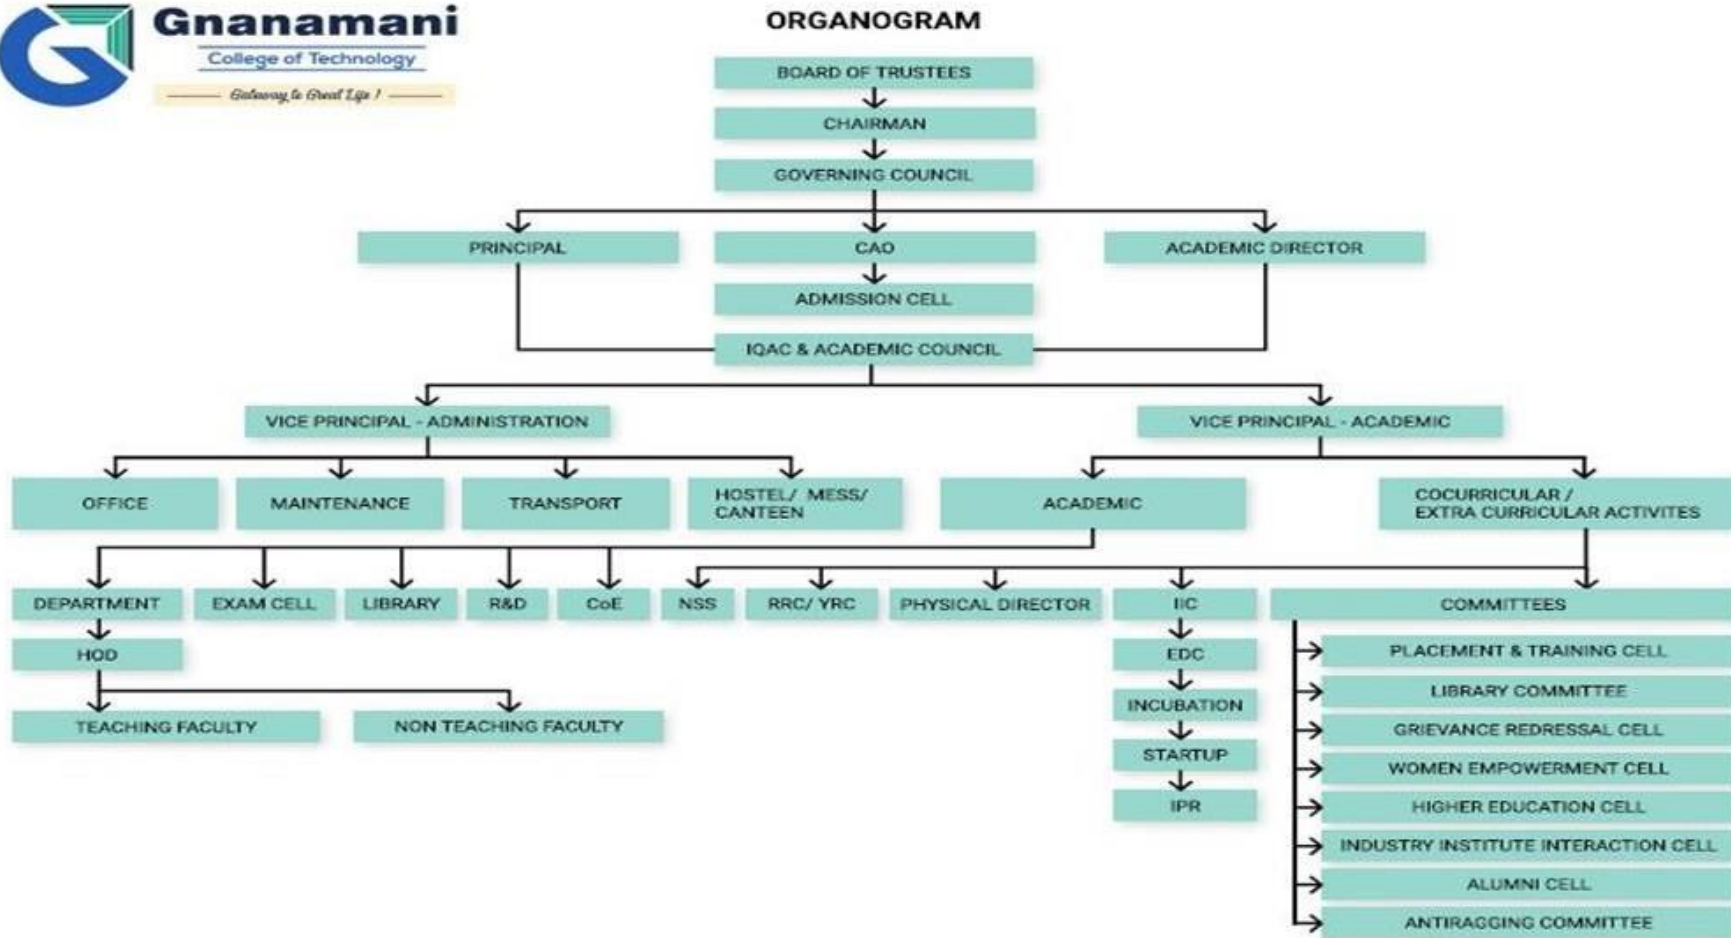 Gnanamani
College of Technology
Gateway to Great Life !
ORGANOGRAM
BOARD OF TRUSTEES
CHAIRMAN
GOVERNING COUNCIL
PRINCIPAL
CAO
ACADEMIC DIRECTOR
ADMISSION CELL
IQAC & ACADEMIC COUNCIL
VICE PRINCIPAL - ADMINISTRATION
VICE PRINCIPAL - ACADEMIC
OFFICE
MAINTENANCE
TRANSPORT
HOSTEL/ MESS/
CANTEEN
ACADEMIC
COCURRICULAR /
EXTRA CURRICULAR ACTIVITES
DEPARTMENT
EXAM CELL
LIBRARY
R&D
CoE
NSS
RRC/ YRC
PHYSICAL DIRECTOR
IIC
COMMITTEES
HOD
TEACHING FACULTY
NON TEACHING FACULTY
EDC
INCUBATION
STARTUP
IPR
PLACEMENT & TRAINING CELL
LIBRARY COMMITTEE
GRIEVANCE REDRESSAL CELL
WOMEN EMPOWERMENT CELL
HIGHER EDUCATION CELL
INDUSTRY INSTITUTE INTERACTION CELL
ALUMNI CELL
ANTIRAGGING COMMITTEE